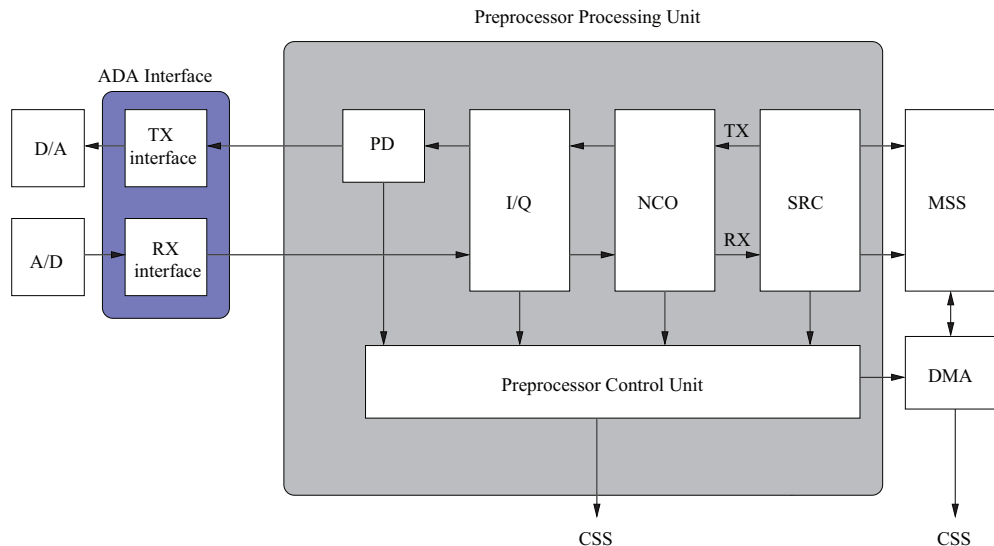 Preprocessor Processing Unit
ADA Interface
D/A
TX
interface
PD
I/Q
NCO
TX
SRC
MSS
A/D
RX
interface
RX
Preprocessor Control Unit
DMA
CSS
CSS